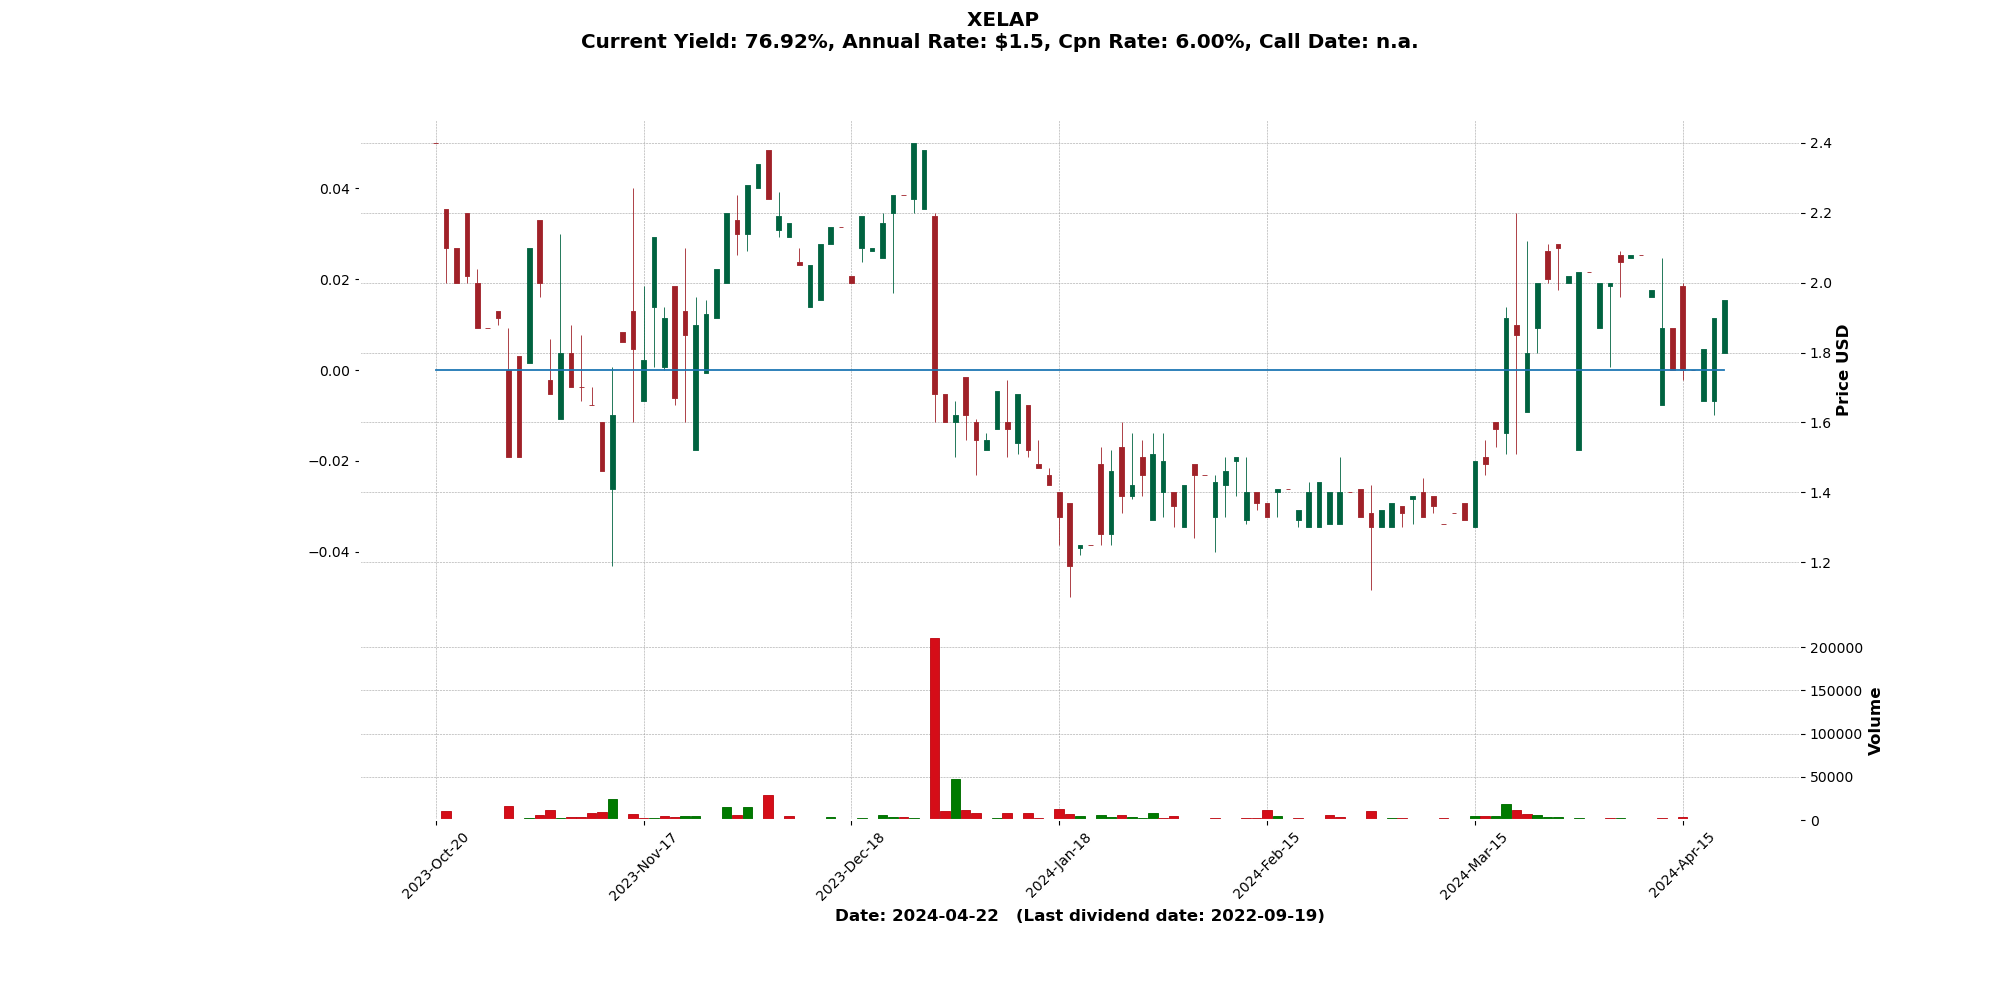 XELAP
Current Yield: 76.92%, Annual Rate: $1.5, Cpn Rate: 6.00%, Call Date: n.a.
0.04
0.02
0.00
−0.02
−0.04
2.4
2.2
2.0
1.8
1.6
1.4
1.2
Price USD
200000
150000
100000
50000
0
Volume
2023-Oct-20
2023-Nov-17
2023-Dec-18
2024-Jan-18
2024-Feb-15
2024-Mar-15
2024-Apr-15
Date: 2024-04-22   (Last dividend date: 2022-09-19)